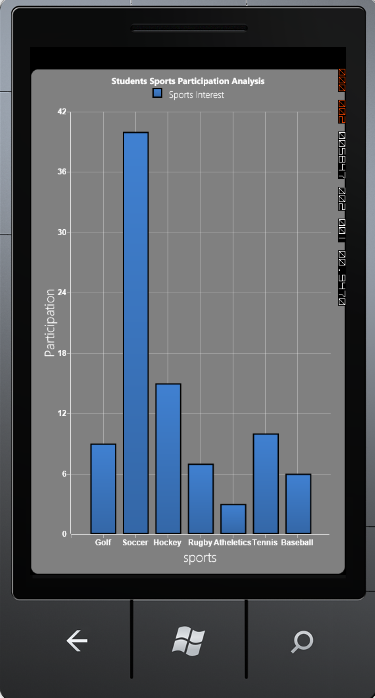 Students Sports Participation Analysis
Sports Interest
42
36
30
24
18
12
6
0
Participation
Golf Soccer Hockey Rugby Atheletics Tennis Baseball
sports